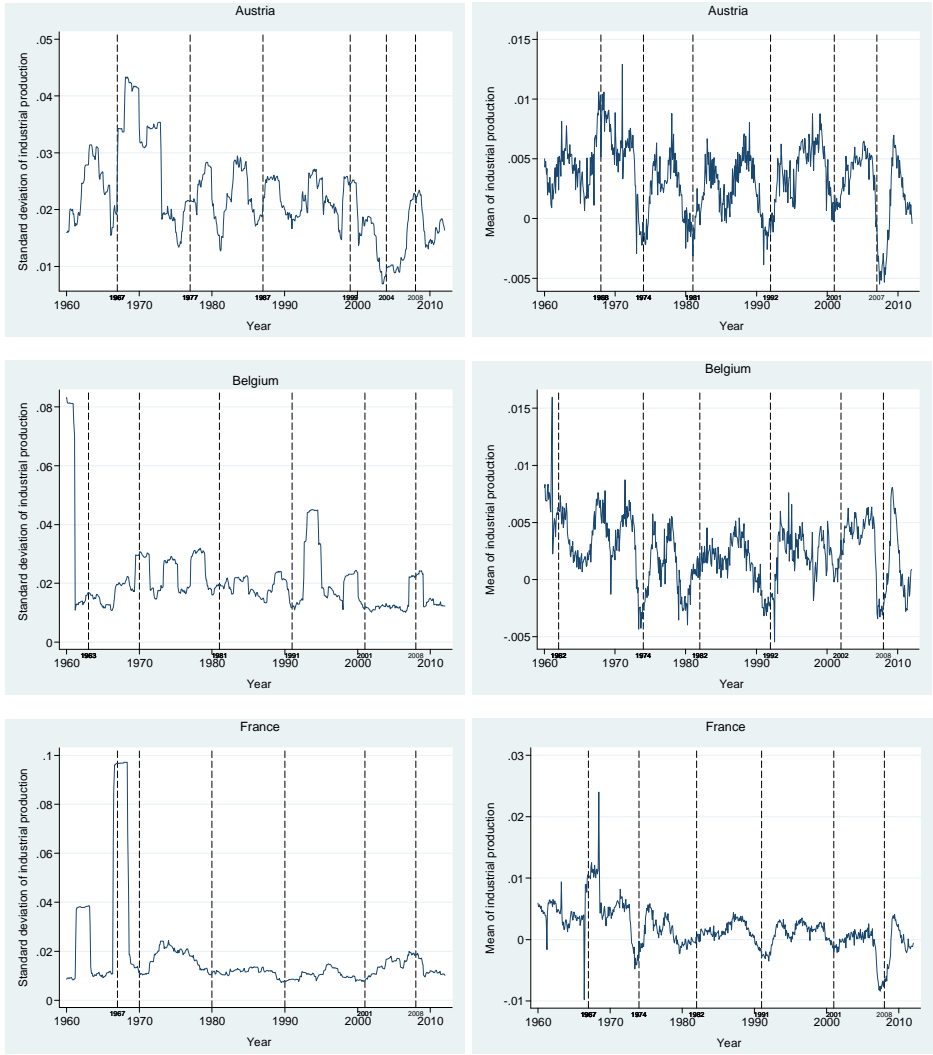 Austria
Standard deviation of industrial production
.05
.04
.03
.02
.01
1960 1970 1980 1990 2000 2010
1967 1977 1987 1999 2004 2008
Year
Austria
Mean of industrial production
.015
.01
.005
0
-.005
1960 1970 1980 1990 2000 2010
1968 1974 1981 1992 2001 2007
Year
Belgium
Standard deviation of industrial production
.08
.06
.04
.02
0
1960 1970 1980 1990 2000 2010
1963 1981 1991 2001 2008
Year
Belgium
Mean of industrial production
.015
.01
.005
0
-.005
1960 1970 1980 1990 2000 2010
1962 1974 1982 1992 2002 2008
Year
France
Standard deviation of industrial production
.1
.08
.06
.04
.02
0
1960 1970 1980 1990 2000 2010
1967 2001 2008
Year
France
Mean of industrial production
.03
.02
.01
0
-.01
1960 1970 1980 1990 2000 2010
1967 1974 1982 1991 2001 2008
Year